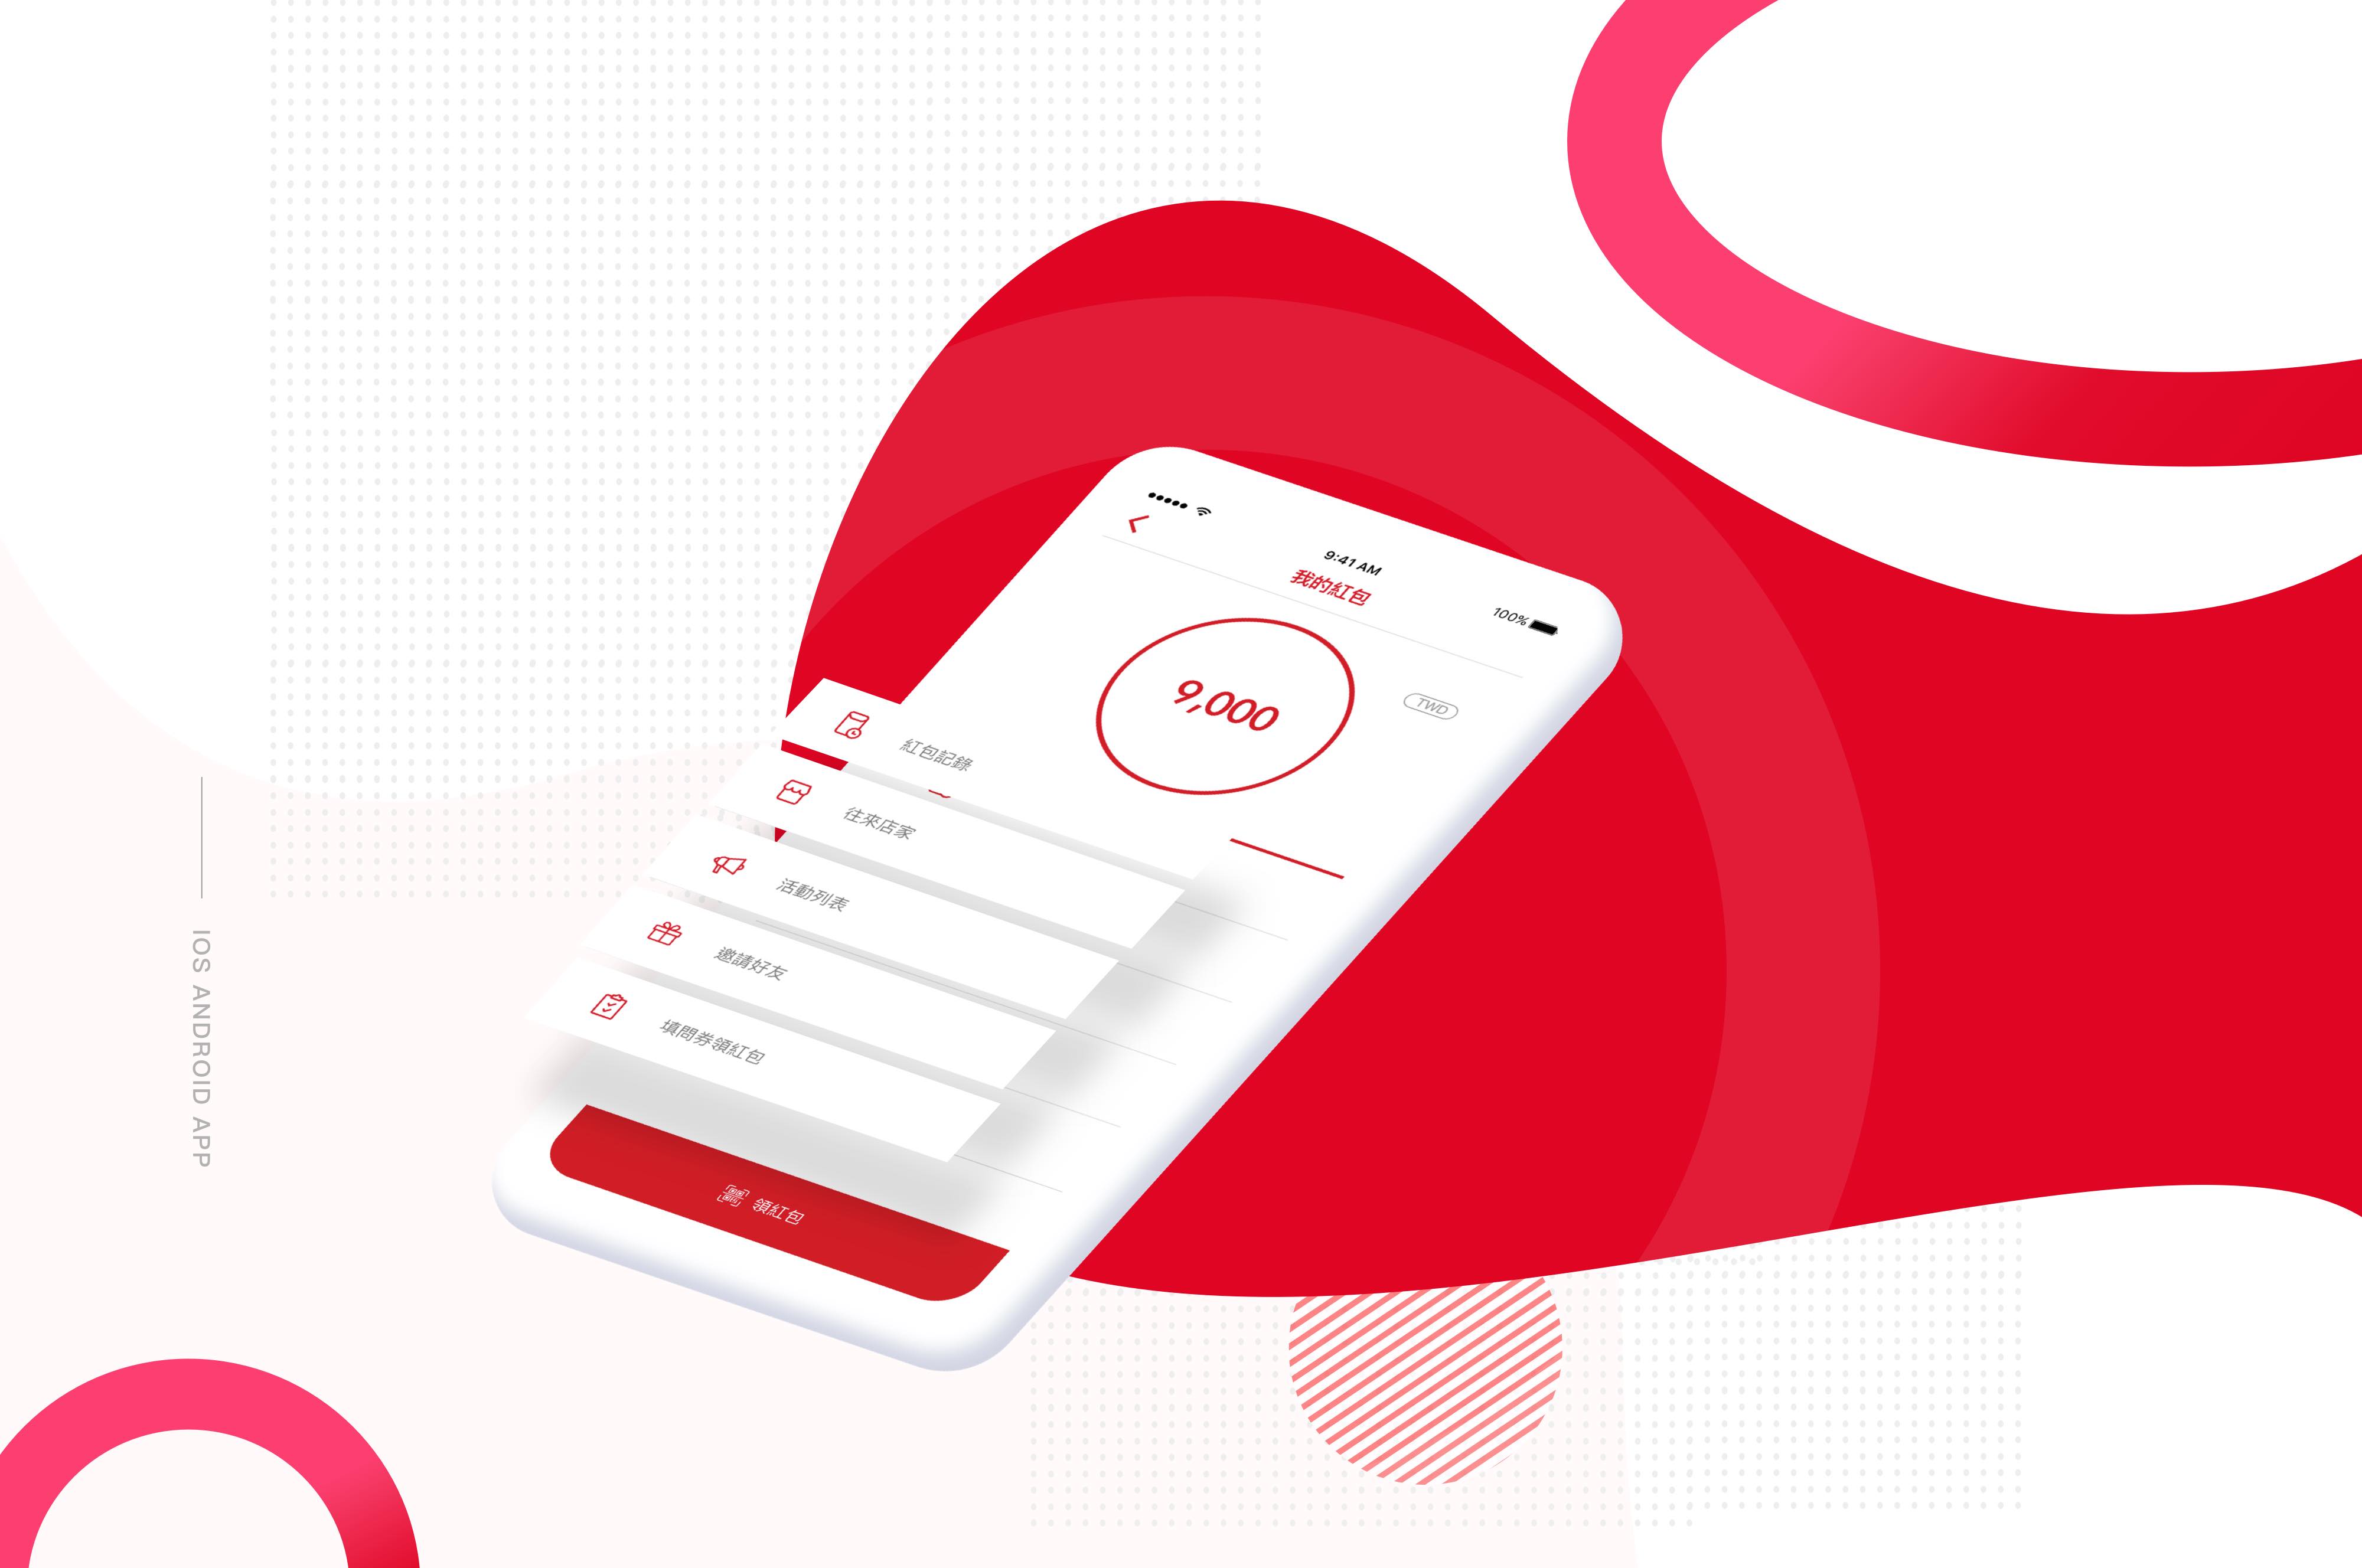 9:41 AM
100%
我的紅包
9,000
TWD
紅包記錄
往來店家
活動列表
邀請好友
填問券領紅包
領紅包
IOS ANDROID APP